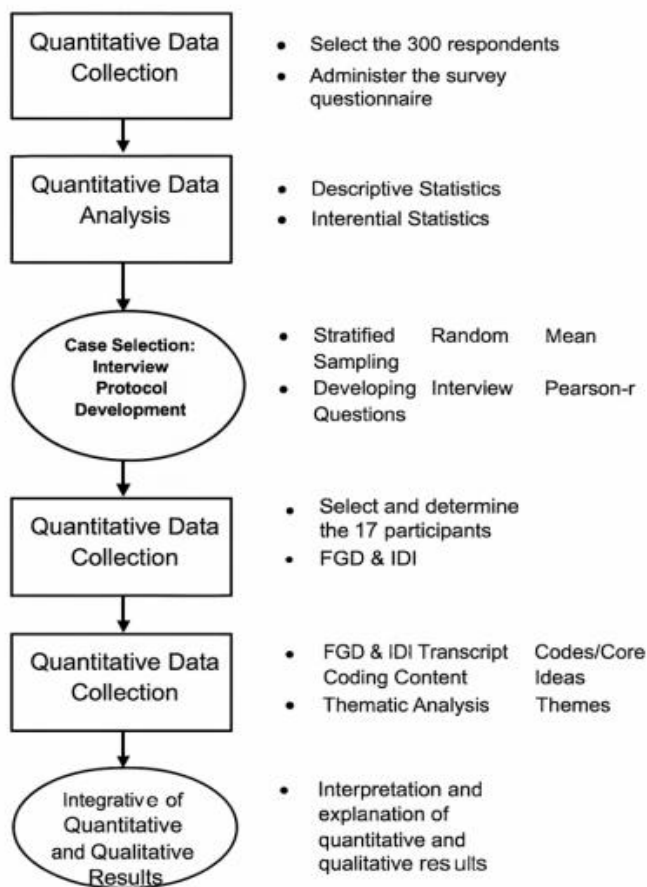 Quantitative Data
Collection
• Select the 300 respondents
• Administer the survey
questionnaire
Quantitative Data
Analysis
• Descriptive Statistics
• Interential Statistics
Case Selection:
Interview
Protocol
Development
• Stratified Random Mean
Sampling
• Developing Interview Pearson-r
Questions
Quantitative Data
Collection
• Select and determine
the 17 participants
• FGD & IDI
Quantitative Data
Collection
• FGD & IDI Transcript Codes/Core
Coding Content Ideas
• Thematic Analysis Themes
Integrative of
Quantitative
and Qualitative
Results
• Interpretation and
explanation of
quantitative and
qualitative results